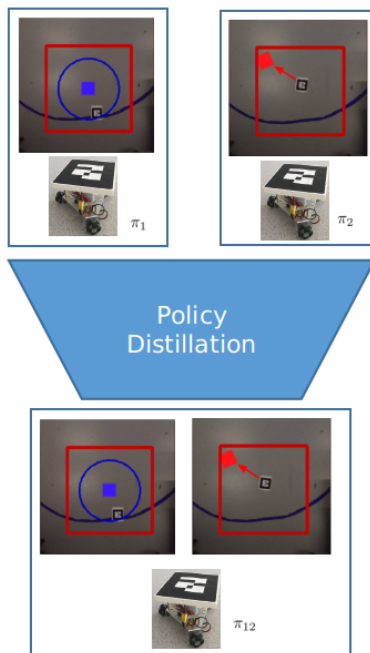 π₁
π₂
Policy
Distillation
π₁₂